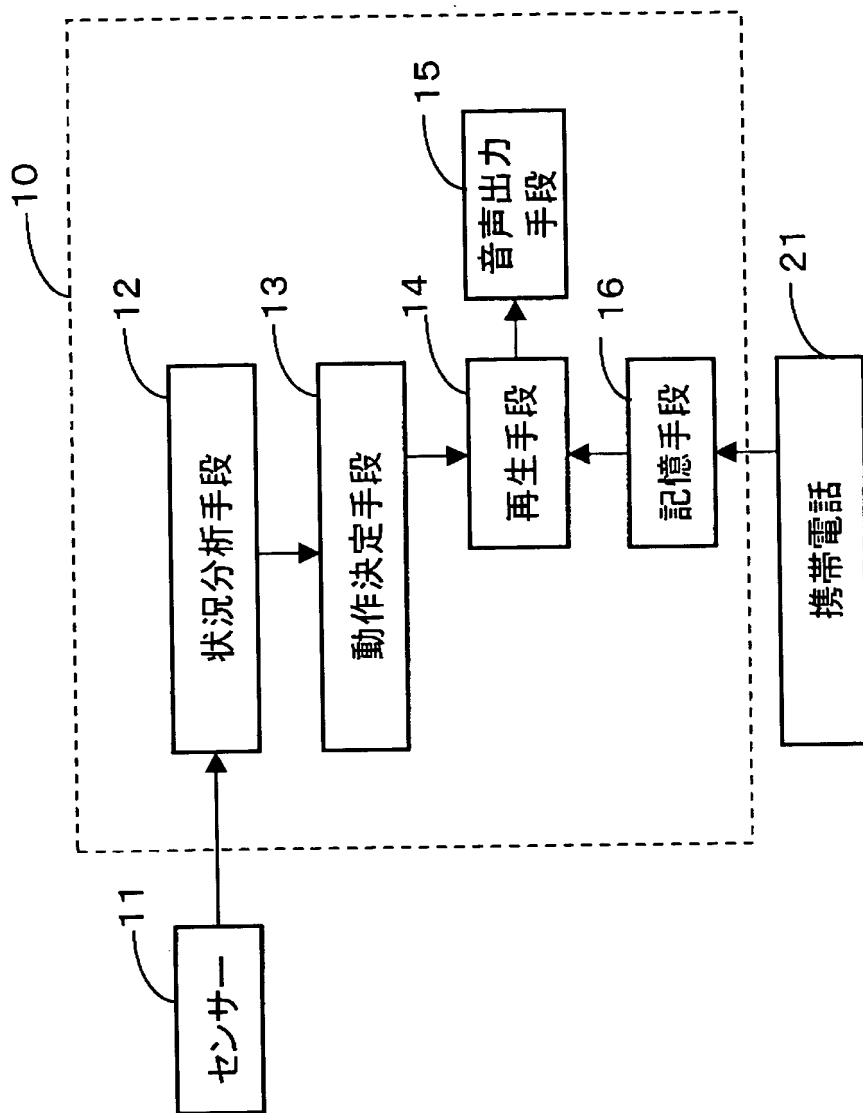 10
11
センサー
12
状況分析手段
13
動作決定手段
14
再生手段
15
音声出力
手段
16
記憶手段
21
携帯電話